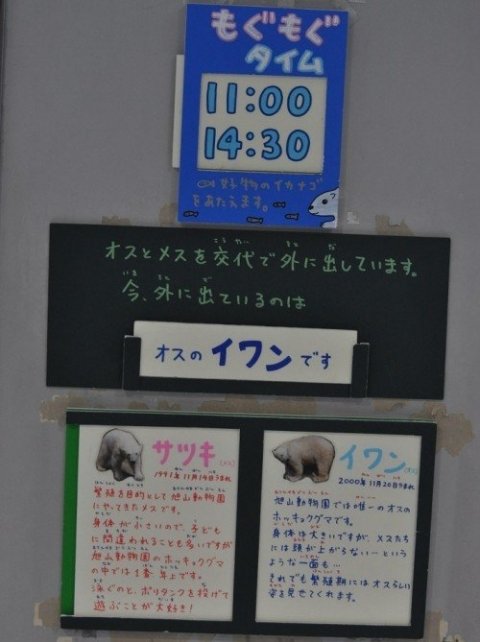 もぐもぐ
タイム
11:00
14:30
好物のイカナゴ
をあたえます。
オスとメスを交代で外に出しています。
今、外に出ているのは
オスのイワンです
サツキ(メス)
1991年11月14日うまれ
繁殖を目的として旭山動物園
にやってきたメスです。
身体が小さいので、子ども
に間違われることも多いですが
旭山動物園のホッキョクグマ
の中では1番年上です。
泳ぐのと、ポリタンクを投げて
遊ぶことが大好き!
イワン(オス)
2000年11月20日うまれ
旭山動物園では唯一のオスの
ホッキョクグマです。
身体は大きいですが、メスたち
には頭が上がらない−という
ような一面も…
それでも繁殖期にはオスらしい
姿を見せてくれます。